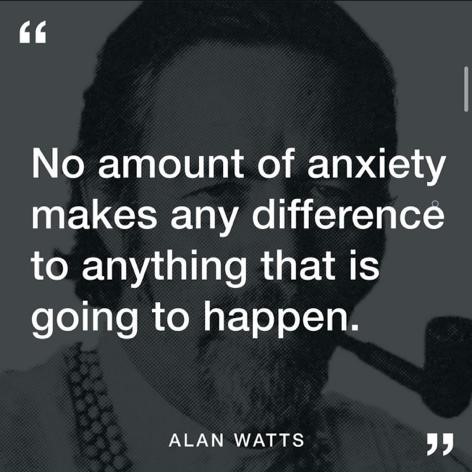 “
No amount of anxiety
makes any difference
to anything that is
going to happen.
ALAN WATTS
”